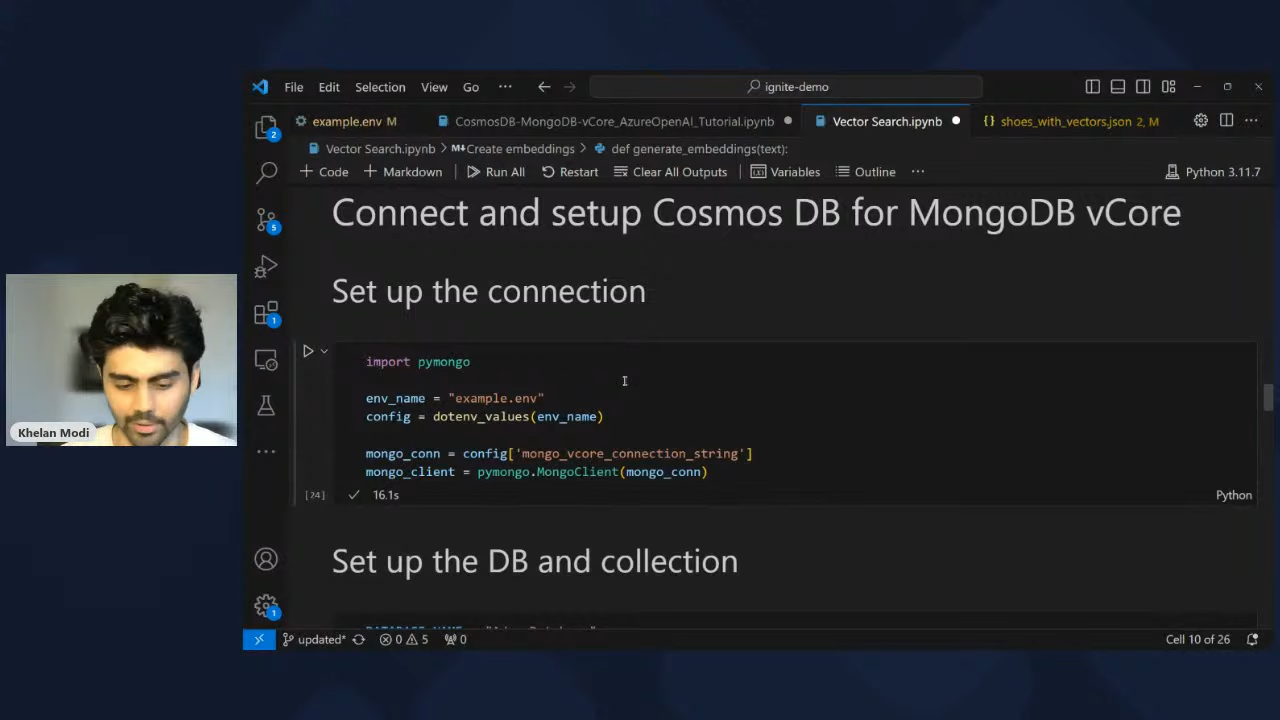 File Edit Selection View Go ··· ignite-demo
example.env M CosmosDB-MongoDB-vCore_AzureOpenAI_Tutorial.ipynb Vector Search.ipynb shoes_with_vectors.json 2, M
Vector Search.ipynb > M↓Create embeddings > def generate_embeddings(text):
+ Code + Markdown Run All Restart Clear All Outputs Variables Outline ··· Python 3.11.7
2
5
1
1
Connect and setup Cosmos DB for MongoDB vCore
Set up the connection
import pymongo
env_name = "example.env"
config = dotenv_values(env_name)
mongo_conn = config['mongo_vcore_connection_string']
mongo_client = pymongo.MongoClient(mongo_conn)
[24] 16.1s Python
Set up the DB and collection
updated* 0 5 0 Cell 10 of 26
Khelan Modi